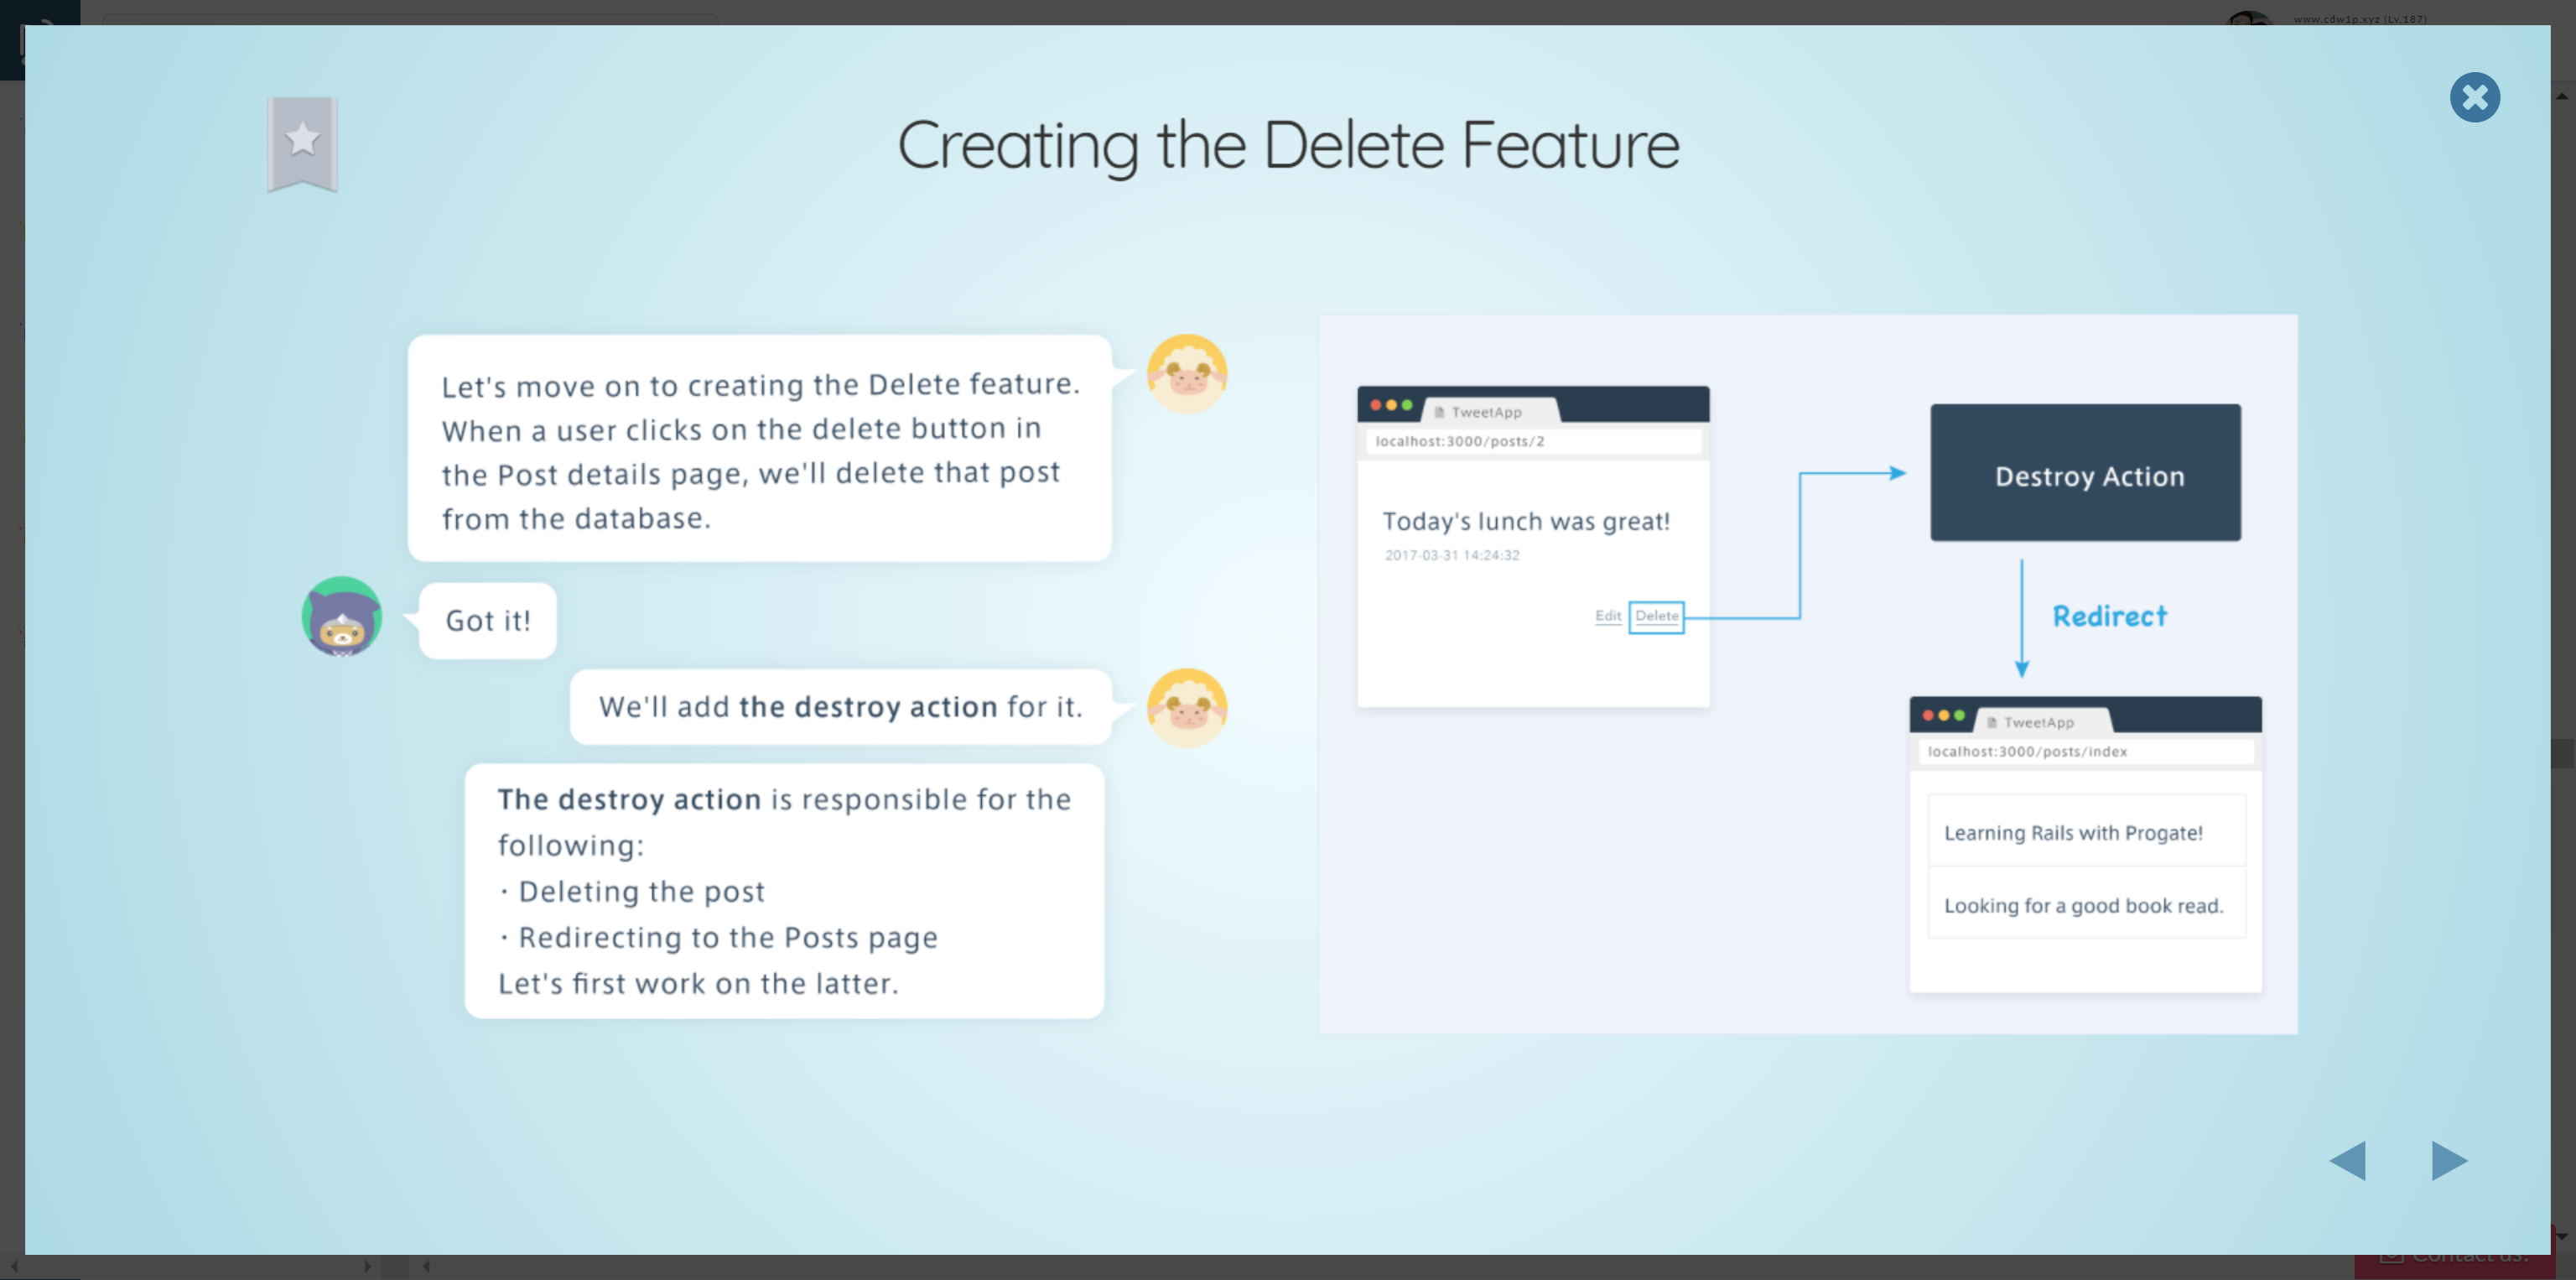 www.cdw1p.xyz (Lv.187)
Creating the Delete Feature
Let's move on to creating the Delete feature.
When a user clicks on the delete button in
the Post details page, we'll delete that post
from the database.
Got it!
We'll add the destroy action for it.
The destroy action is responsible for the
following:
· Deleting the post
· Redirecting to the Posts page
Let's first work on the latter.
TweetApp
localhost:3000/posts/2
Today's lunch was great!
2017-03-31 14:24:32
Edit Delete
Destroy Action
Redirect
TweetApp
localhost:3000/posts/index
Learning Rails with Progate!
Looking for a good book read.
Contact us!